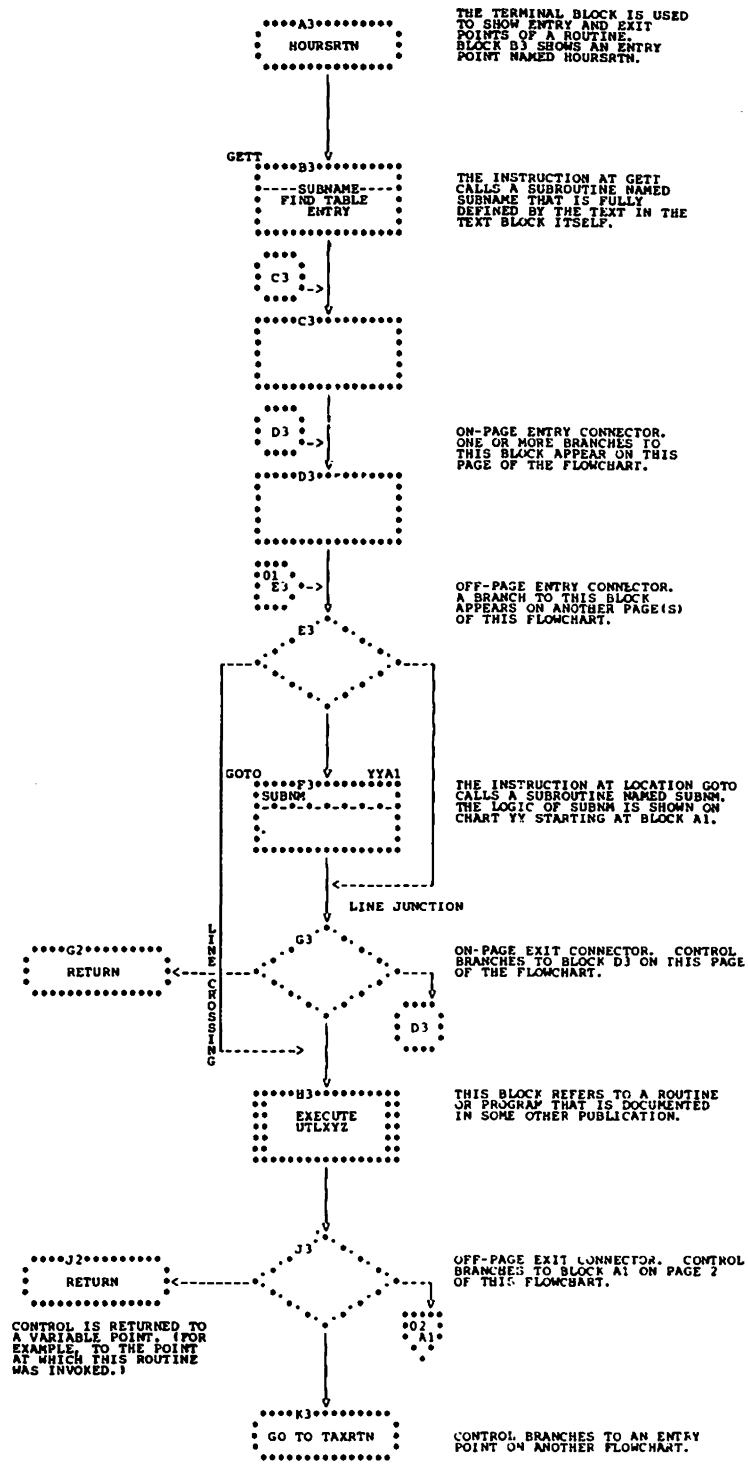 A3
HOURSRTN
THE TERMINAL BLOCK IS USED
TO SHOW ENTRY AND EXIT
POINTS OF A ROUTINE.
BLOCK B3 SHOWS AN ENTRY
POINT NAMED HOURSRTN.
GETT
B3
SUBNAME
FIND TABLE
ENTRY
THE INSTRUCTION AT GETT
CALLS A SUBROUTINE NAMED
SUBNAME THAT IS FULLY
DEFINED BY THE TEXT IN THE
TEXT BLOCK ITSELF.
C3
C3
D3
ON-PAGE ENTRY CONNECTOR.
ONE OR MORE BRANCHES TO
THIS BLOCK APPEAR ON THIS
PAGE OF THE FLOWCHART.
D3
01
E3
OFF-PAGE ENTRY CONNECTOR.
A BRANCH TO THIS BLOCK
APPEARS ON ANOTHER PAGE(S)
OF THIS FLOWCHART.
E3
GOTO
F3
YYA1
SUBNM
THE INSTRUCTION AT LOCATION GOTO
CALLS A SUBROUTINE NAMED SUBNM.
THE LOGIC OF SUBNM IS SHOWN ON
CHART YY STARTING AT BLOCK A1.
LINE JUNCTION
LINE CROSSING
G2
RETURN
G3
ON-PAGE EXIT CONNECTOR. CONTROL
BRANCHES TO BLOCK D3 ON THIS PAGE
OF THE FLOWCHART.
D3
H3
EXECUTE
UTLXYZ
THIS BLOCK REFERS TO A ROUTINE
OR PROGRAM THAT IS DOCUMENTED
IN SOME OTHER PUBLICATION.
J2
RETURN
J3
OFF-PAGE EXIT CONNECTOR. CONTROL
BRANCHES TO BLOCK A1 ON PAGE 2
OF THIS FLOWCHART.
02
A1
CONTROL IS RETURNED TO
A VARIABLE POINT. (FOR
EXAMPLE, TO THE POINT
AT WHICH THIS ROUTINE
WAS INVOKED.)
K3
GO TO TAXRTN
CONTROL BRANCHES TO AN ENTRY
POINT ON ANOTHER FLOWCHART.